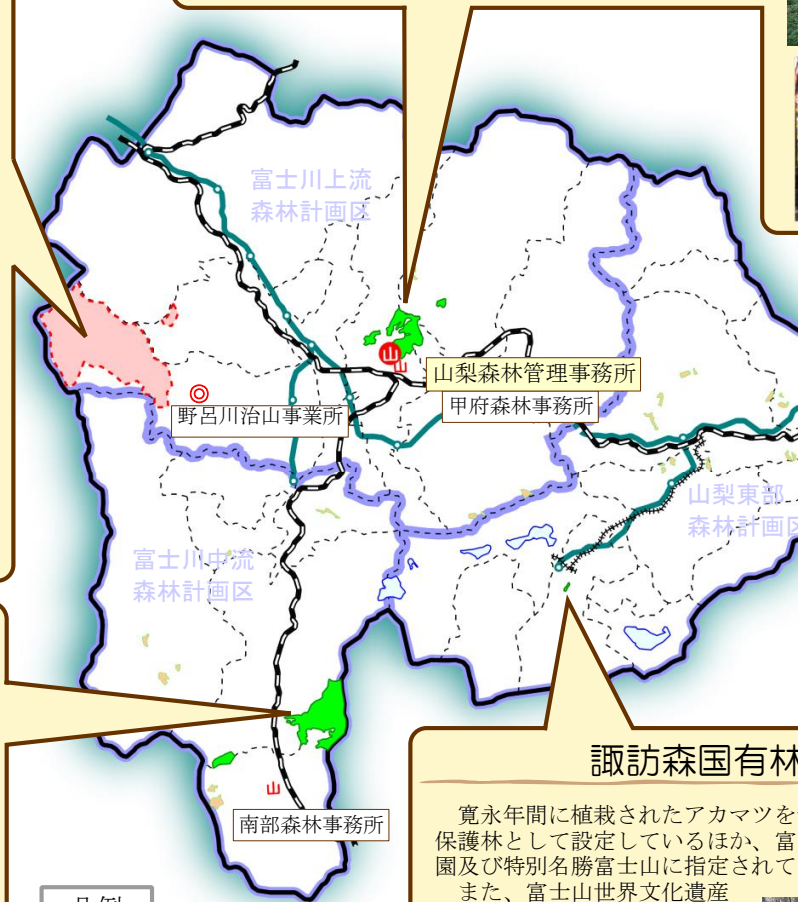 富士川上流
森林計画区
山
山
山梨森林管理事務所
甲府森林事務所
野呂川治山事業所
山梨東部
森林計画区
富士川中流
森林計画区
山
南部森林事務所
諏訪森国有林
寛永年間に植栽されたアカマツを
保護林として設定しているほか、富
園及び特別名勝富士山に指定されて
また、富士山世界文化遺産
凡例